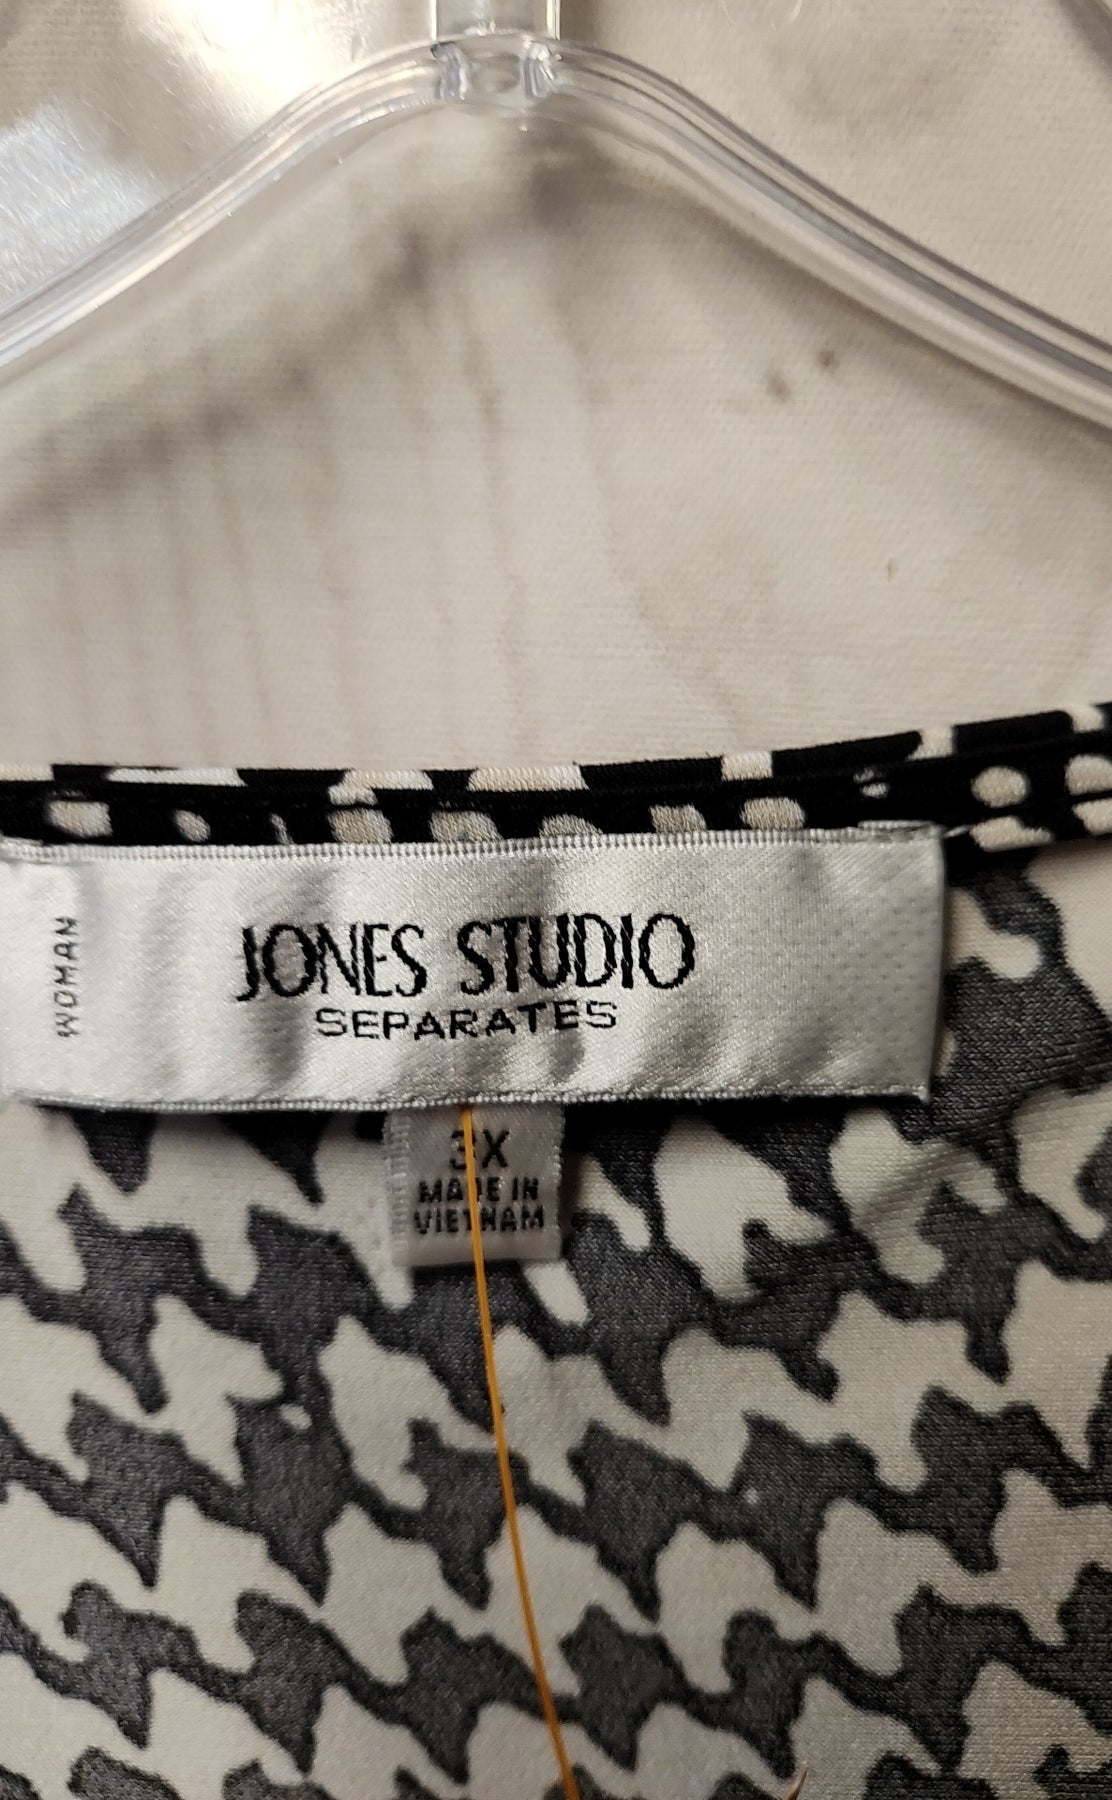 WOMAN
JONES STUDIO
SEPARATES
3X
MADE IN
VIETNAM